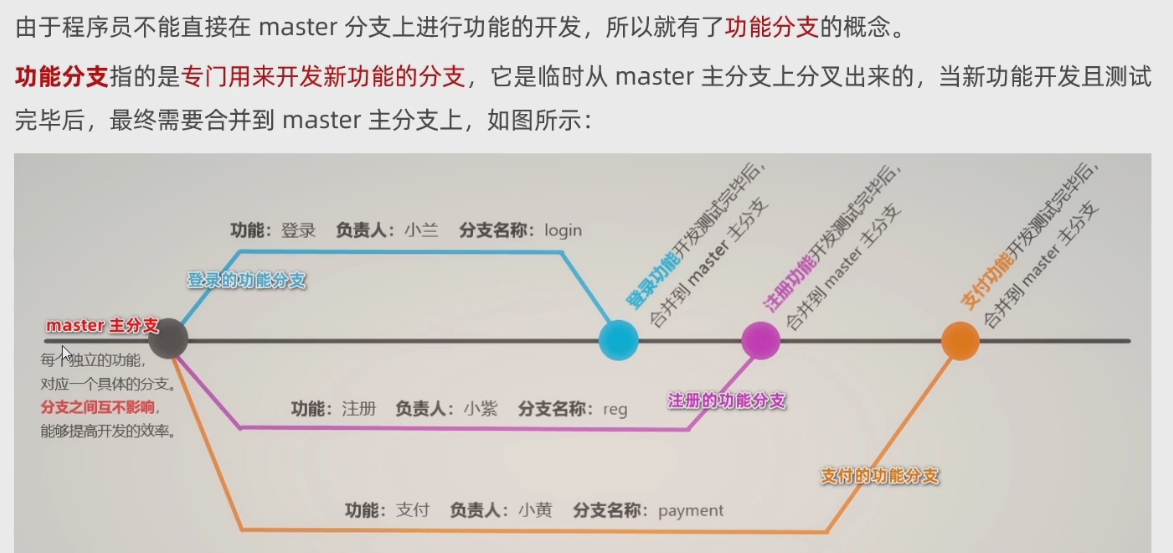 由于程序员不能直接在 master 分支上进行功能的开发，所以就有了功能分支的概念。
功能分支指的是专门用来开发新功能的分支，它是临时从 master 主分支上分叉出来的，当新功能开发且测试
完毕后，最终需要合并到 master 主分支上，如图所示：
功能：登录 负责人：小兰 分支名称：login
登录的功能分支
登录功能开发测试完毕后，
合并到 master 主分支
注册功能开发测试完毕后，
合并到 master 主分支
支付功能开发测试完毕后，
合并到 master 主分支
master 主分支
每个独立的功能，
对应一个具体的分支。
分支之间互不影响，
能够提高开发的效率。
功能：注册 负责人：小紫 分支名称：reg
注册的功能分支
支付的功能分支
功能：支付 负责人：小黄 分支名称：payment